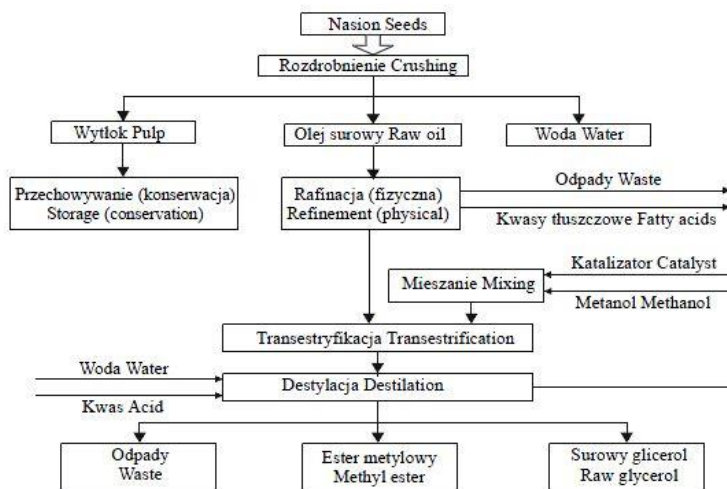 Nasion Seeds
Rozdrobnienie Crushing
Wytłok Pulp
Olej surowy Raw oil
Woda Water
Przechowywanie (konserwacja)
Storage (conservation)
Rafinacja (fizyczna)
Refinement (physical)
Odpady Waste
Kwasy tłuszczowe Fatty acids
Katalizator Catalyst
Mieszanie Mixing
Metanol Methanol
Transestryfikacja Transestrification
Woda Water
Destylacja Destilation
Kwas Acid
Odpady
Waste
Ester metylowy
Methyl ester
Surowy glicerol
Raw glycerol